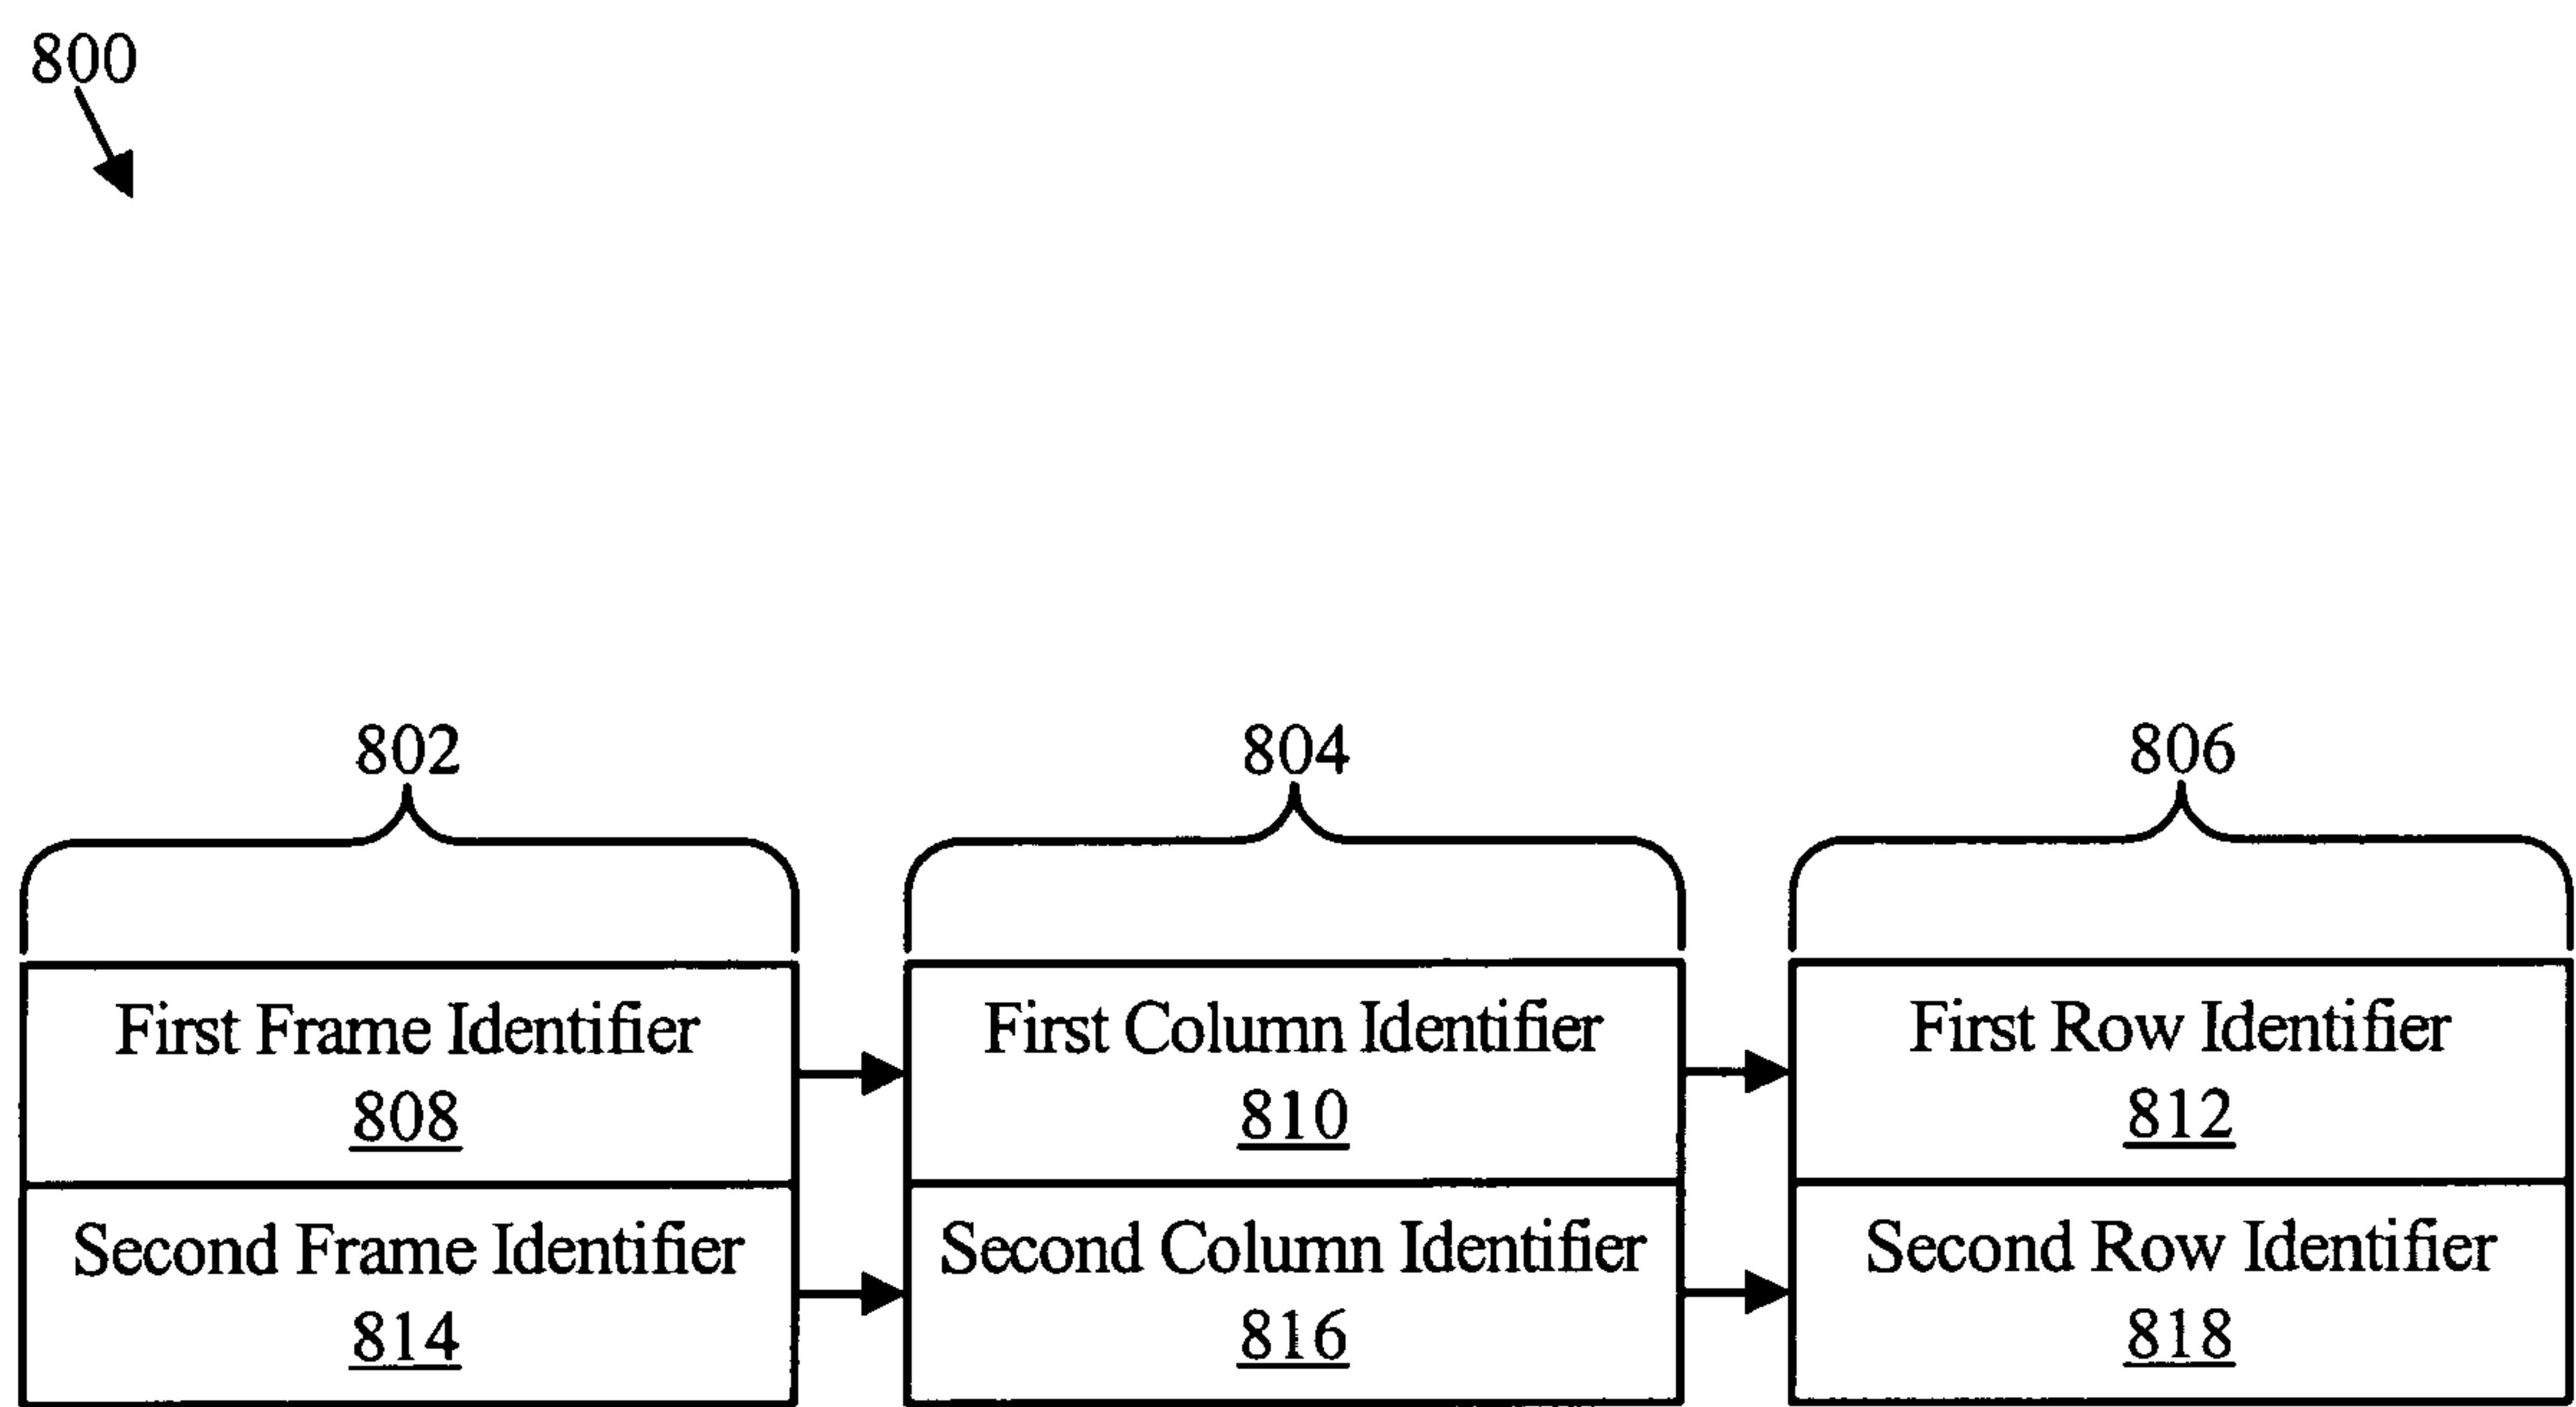 800
802
804
806
First Frame Identifier
808
First Column Identifier
810
First Row Identifier
812
Second Frame Identifier
814
Second Column Identifier
816
Second Row Identifier
818